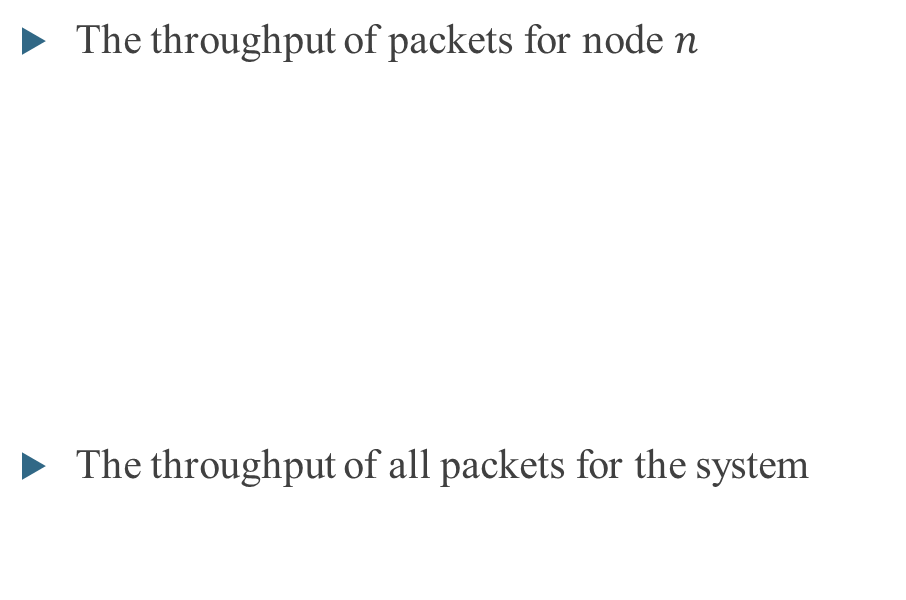 The throughput of packets for node n
The throughput of all packets for the system